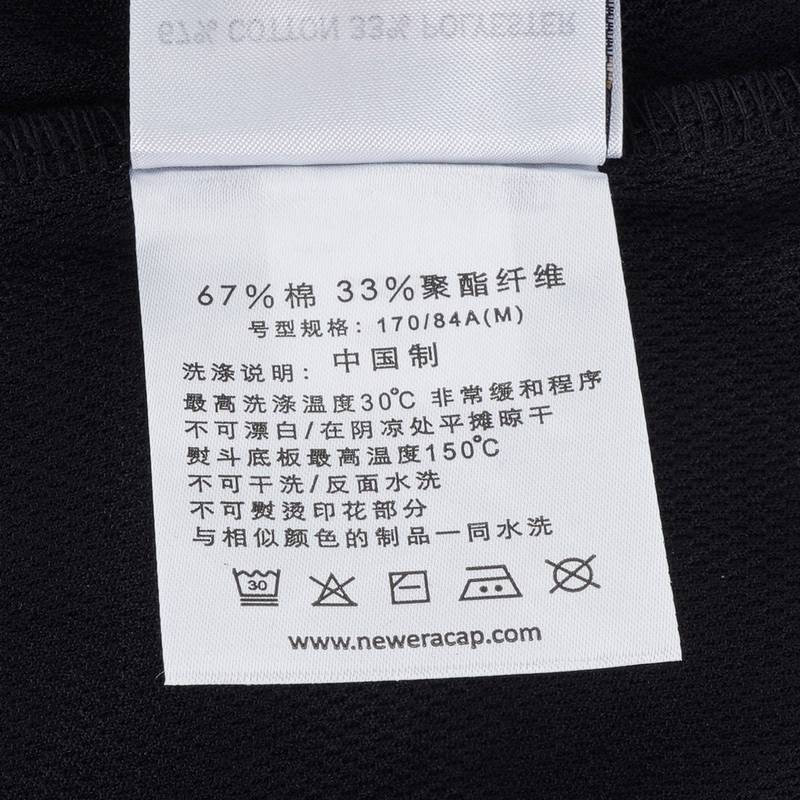 67% COTTON 33% POLYESTER
67%棉 33%聚酯纤维
号型规格: 170/84A(M)
中国制
洗涤说明:
最高洗涤温度30℃ 非常缓和程序
不可漂白/在阴凉处平摊晾干
熨斗底板最高温度150℃
不可干洗/反面水洗
不可熨烫印花部分
与相似颜色的制品一同水洗
30
www.neweracap.com